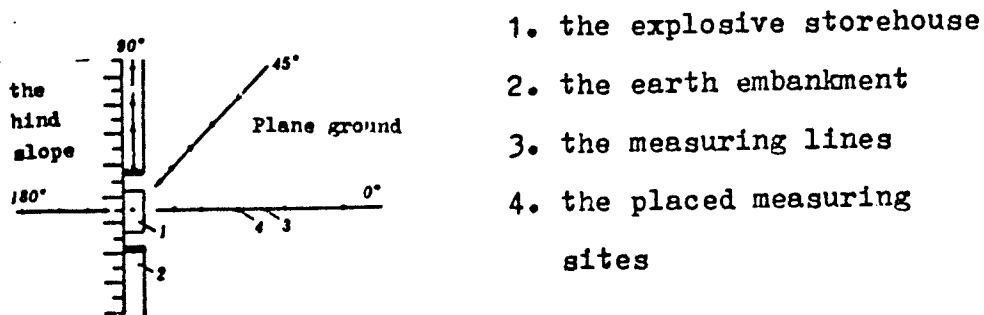 90°
45°
the
hind
slope
Plane ground
180°
0°
1
4
3
2
1. the explosive storehouse
2. the earth embankment
3. the measuring lines
4. the placed measuring
sites